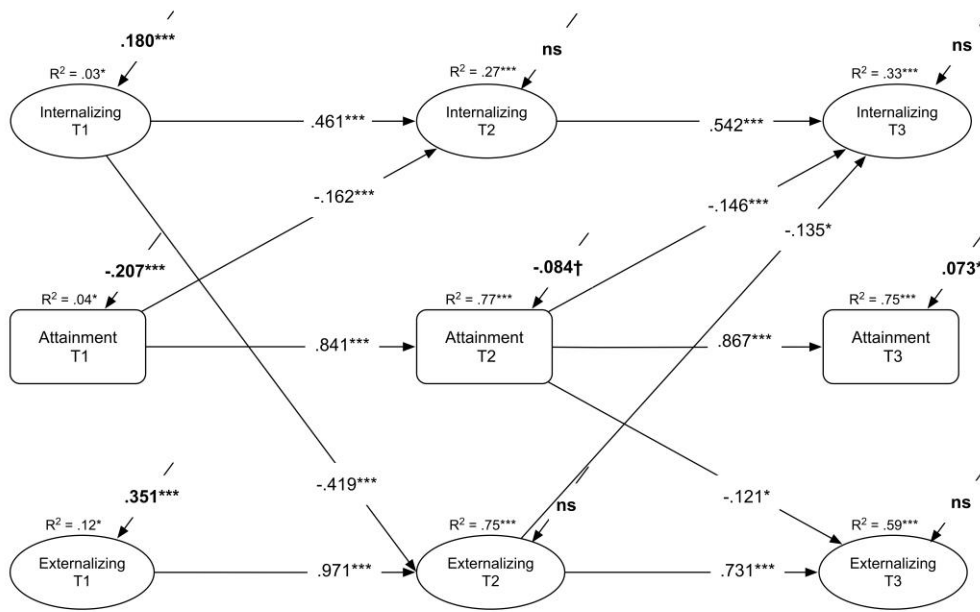 .180***
ns
ns
R² = .03*
R² = .27***
R² = .33***
Internalizing
T1
.461***
Internalizing
T2
.542***
Internalizing
T3
-.162***
-.146***
-.135*
-.207***
-.084†
.073*
R² = .04*
R² = .77***
R² = .75***
Attainment
T1
.841***
Attainment
T2
.867***
Attainment
T3
-.419***
-.121*
.351***
ns
ns
R² = .12*
R² = .75***
R² = .59***
Externalizing
T1
.971***
Externalizing
T2
.731***
Externalizing
T3